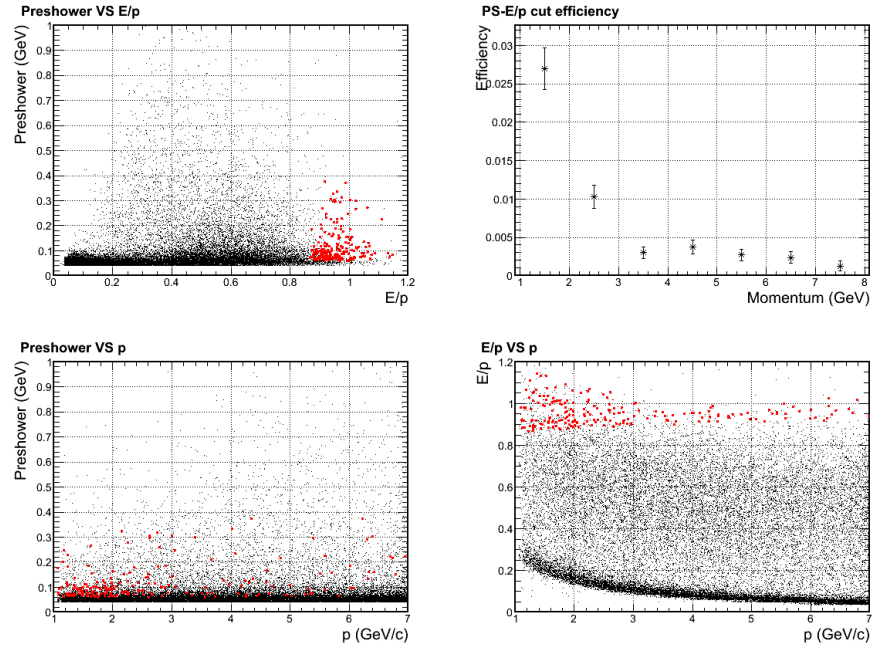 Preshower VS E/p
Preshower (GeV)
1
0.9
0.8
0.7
0.6
0.5
0.4
0.3
0.2
0.1
0
0 0.2 0.4 0.6 0.8 1 1.2
E/p
PS-E/p cut efficiency
Efficiency
0.03
0.025
0.02
0.015
0.01
0.005
0
1 2 3 4 5 6 7 8
Momentum (GeV)
Preshower VS p
Preshower (GeV)
1
0.9
0.8
0.7
0.6
0.5
0.4
0.3
0.2
0.1
0
1 2 3 4 5 6 7
p (GeV/c)
E/p VS p
E/p
1.2
1
0.8
0.6
0.4
0.2
0
1 2 3 4 5 6 7
p (GeV/c)